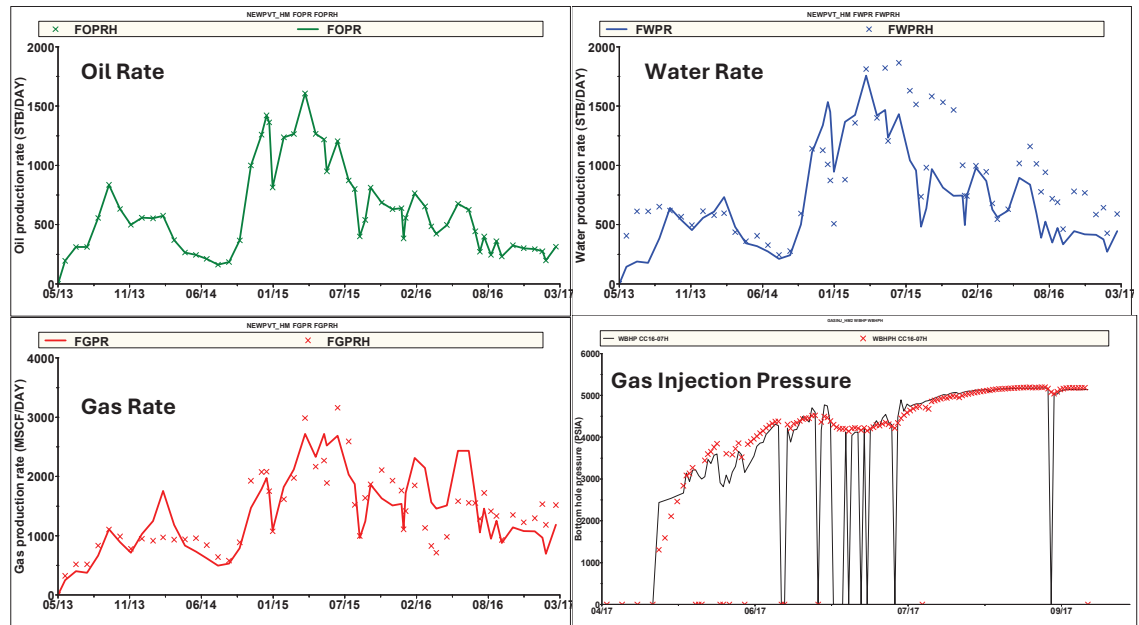 NEWPVT_HM FOPR FOPRH
FOPRH FOPR
Oil Rate
Oil production rate (STB/DAY)
2000
1500
1000
500
0
05/13 11/13 06/14 01/15 07/15 02/16 08/16 03/17
NEWPVT_HM FWPR FWPRH
FWPR FWPRH
Water Rate
Water production rate (STB/DAY)
2000
1500
1000
500
0
05/13 11/13 06/14 01/15 07/15 02/16 08/16 03/17
NEWPVT_HM FGPR FGPRH
FGPR FGPRH
Gas Rate
Gas production rate (MSCF/DAY)
4000
3000
2000
1000
0
05/13 11/13 06/14 01/15 07/15 02/16 08/16 03/17
WBHP CC16-07H WBHPH CC16-07H
Gas Injection Pressure
Bottom hole pressure (PSIA)
6000
5000
4000
3000
2000
1000
0
04/17 06/17 07/17 09/17